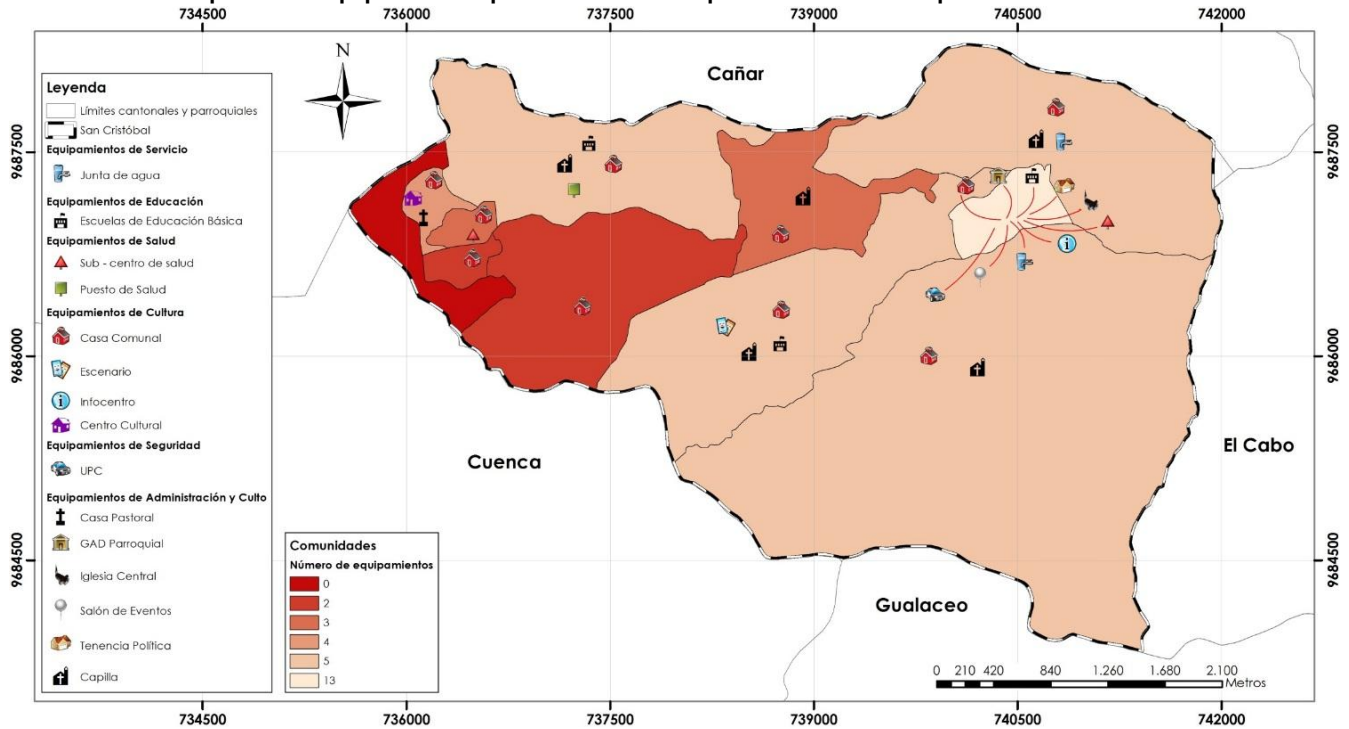 734500 736000 737500 739000 740500 742000
N
Cañar
Leyenda
Límites cantonales y parroquiales
San Cristóbal
Equipamientos de Servicio
Junta de agua
Equipamientos de Educación
Escuelas de Educación Básica
Equipamientos de Salud
Sub - centro de salud
Puesto de Salud
Equipamientos de Cultura
Casa Comunal
Escenario
Infocentro
Centro Cultural
Equipamientos de Seguridad
UPC
Equipamientos de Administración y Culto
Casa Pastoral
GAD Parroquial
Iglesia Central
Salón de Eventos
Tenencia Política
Capilla
9687500
9686000
9684500
Cuenca
El Cabo
Gualaceo
Comunidades
Número de equipamientos
0
2
3
4
5
13
0 210 420 840 1.260 1.680 2.100
Metros
9687500
9686000
9684500
734500 736000 737500 739000 740500 742000